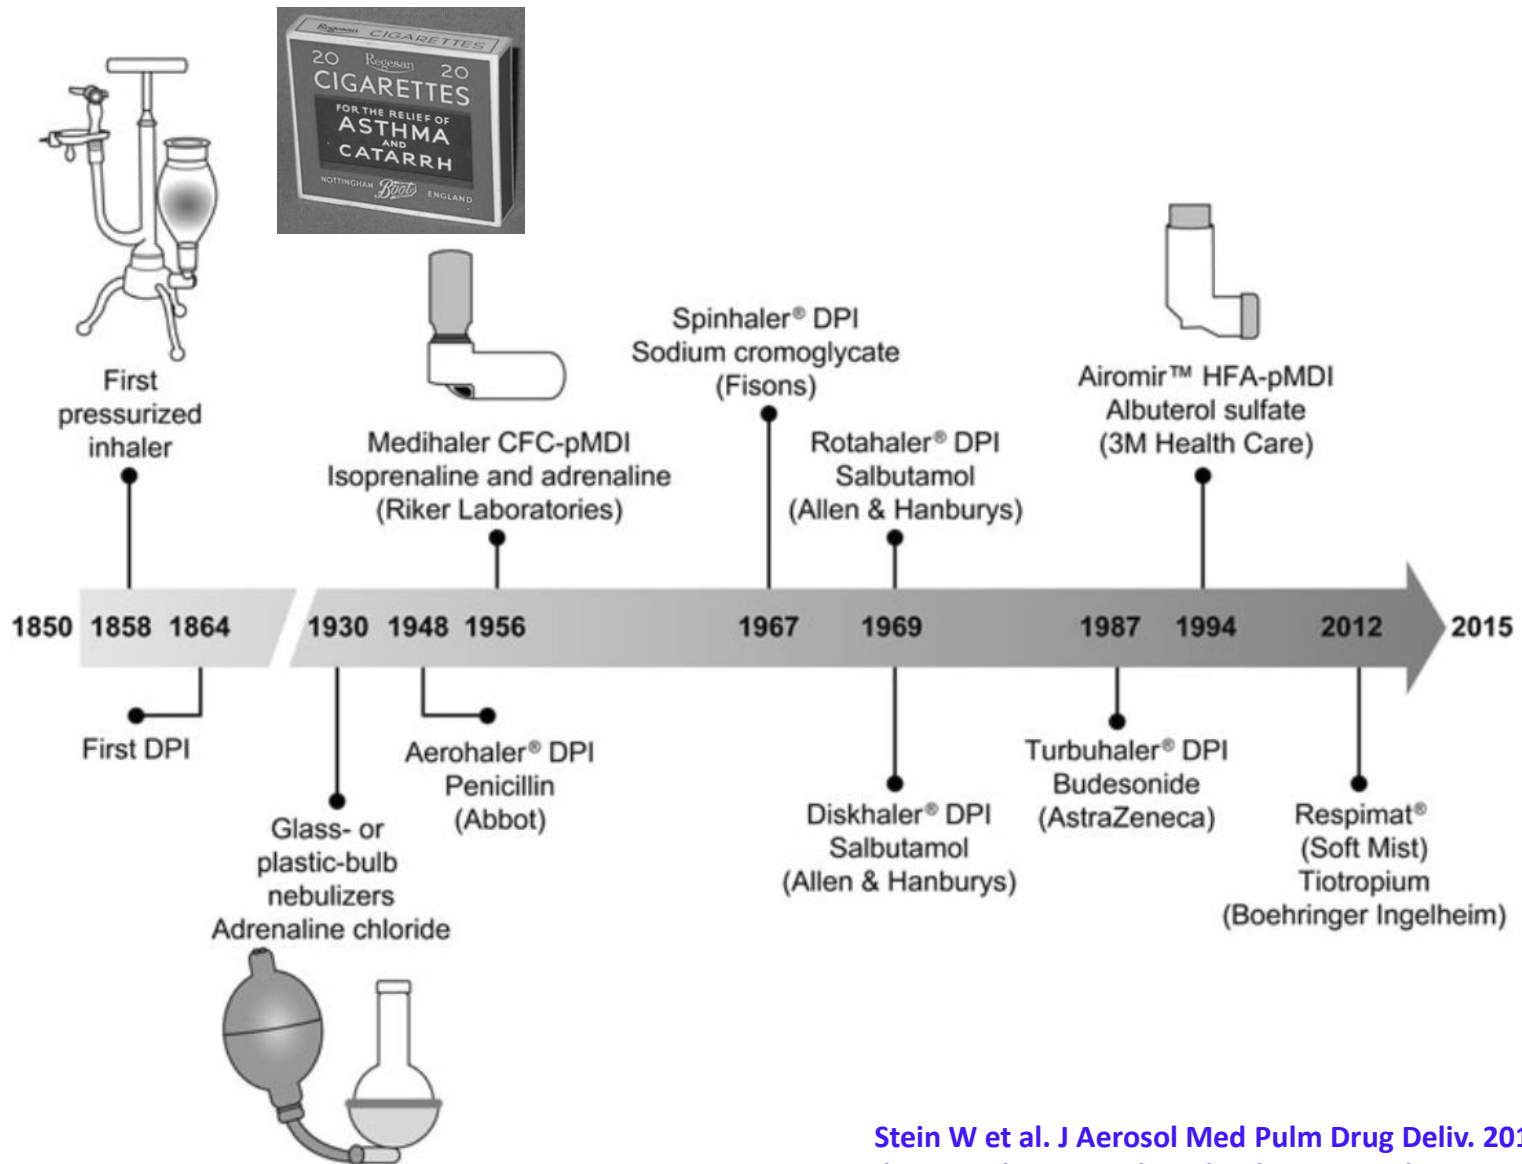 Regesan CIGARETTES
20 Regesan 20
CIGARETTES
FOR THE RELIEF OF
ASTHMA
AND
CATARRH
NOTTINGHAM Boots ENGLAND
First
pressurized
inhaler
Medihaler CFC-pMDI
Isoprenaline and adrenaline
(Riker Laboratories)
Spinhaler® DPI
Sodium cromoglycate
(Fisons)
Rotahaler® DPI
Salbutamol
(Allen & Hanburys)
Airomir™ HFA-pMDI
Albuterol sulfate
(3M Health Care)
1850 1858 1864 1930 1948 1956 1967 1969 1987 1994 2012 2015
First DPI
Glass- or
plastic-bulb
nebulizers
Adrenaline chloride
Aerohaler® DPI
Penicillin
(Abbot)
Diskhaler® DPI
Salbutamol
(Allen & Hanburys)
Turbuhaler® DPI
Budesonide
(AstraZeneca)
Respimat®
(Soft Mist)
Tiotropium
(Boehringer Ingelheim)
Stein W et al. J Aerosol Med Pulm Drug Deliv.